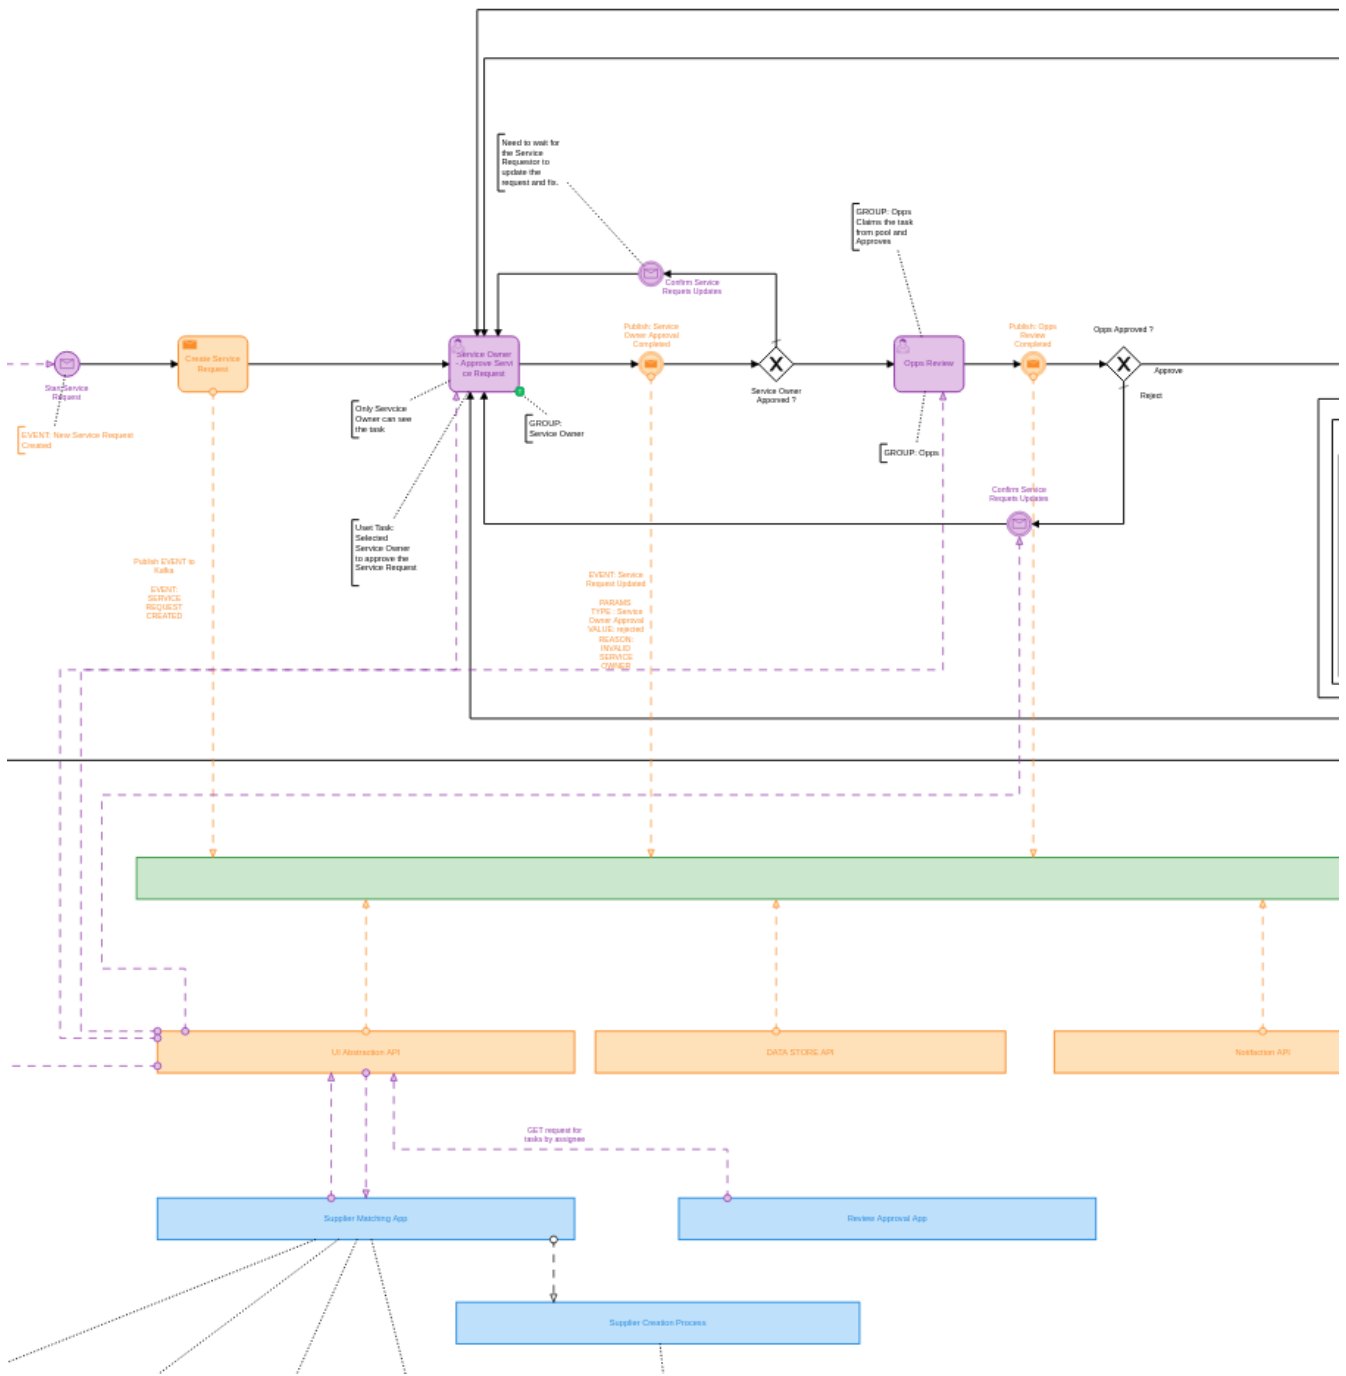 Need to wait for
the Service
Requestor to
update the
request and fix.
GROUP: Opps
Claims the task
from pool and
Approves
Confirm Service
Requets Updates
Publish: Service
Owner Approval
Completed
Publish: Opps
Review
Completed
Opps Approved ?
Create Service
Request
Service Owner
- Approve Servi
ce Request
Opps Review
Approve
Start Service
Request
Service Owner
Apporved ?
Reject
Only Servcice
Owner can see
the task
GROUP:
Service Owner
EVENT: New Service Request
Created
GROUP: Opps
Confirm Service
Requets Updates
User Task:
Selected
Service Owner
to approve the
Service Request
Publish EVENT to
Kafka
EVENT:
SERVICE
REQUEST
CREATED
EVENT: Service
Request Updated
PARAMS
TYPE : Service
Owner Approval
VALUE: rejected
REASON:
INVALID
SERVICE
OWNER
UI Abstraction API
DATA STORE API
Notifaction API
GET request for
tasks by assignee
Supplier Matching App
Review Approval App
Supplier Creation Process